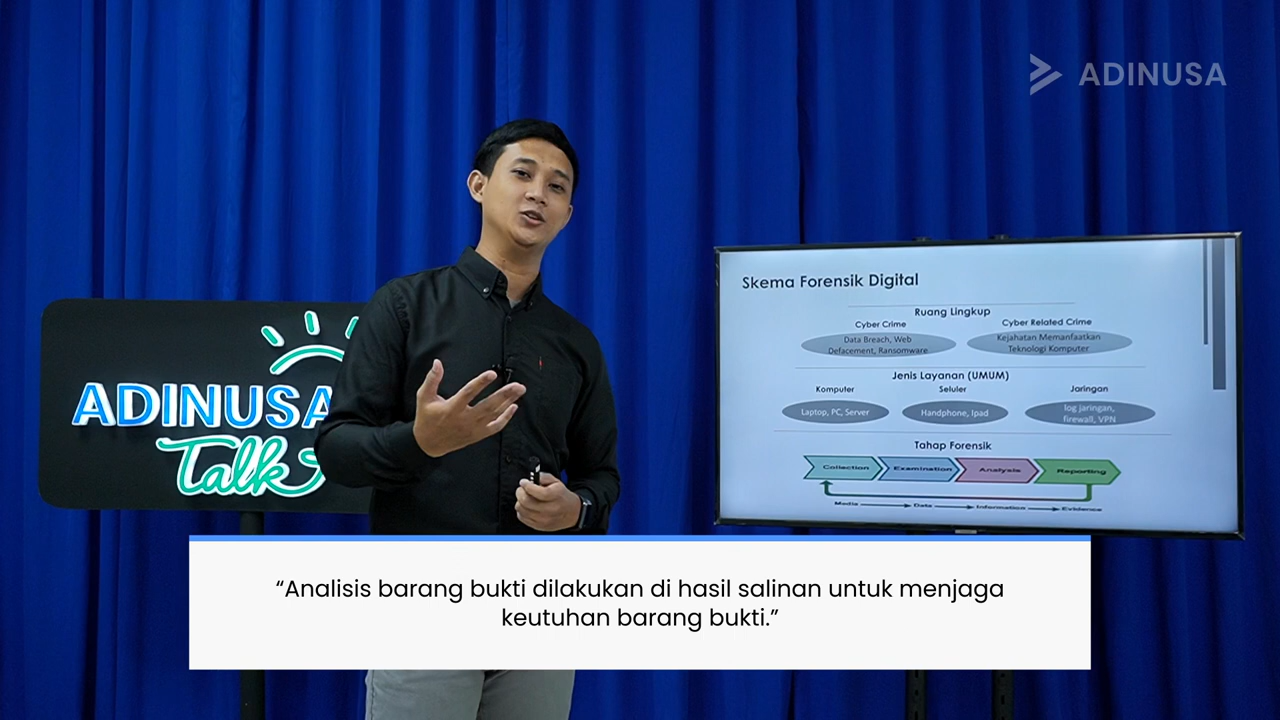 ADINUSA
ADINUSA
Talk
Skema Forensik Digital
Ruang Lingkup
Cyber Crime
Cyber Related Crime
Data Breach, Web
Defacement, Ransomware
Kejahatan Memanfaatkan
Teknologi Komputer
Jenis Layanan (UMUM)
Komputer
Seluler
Jaringan
Laptop, PC, Server
Handphone, Ipad
log jaringan,
firewall, VPN
Tahap Forensik
Collection
Examination
Analysis
Reporting
Media
Data
Information
Evidence
“Analisis barang bukti dilakukan di hasil salinan untuk menjaga
keutuhan barang bukti.”